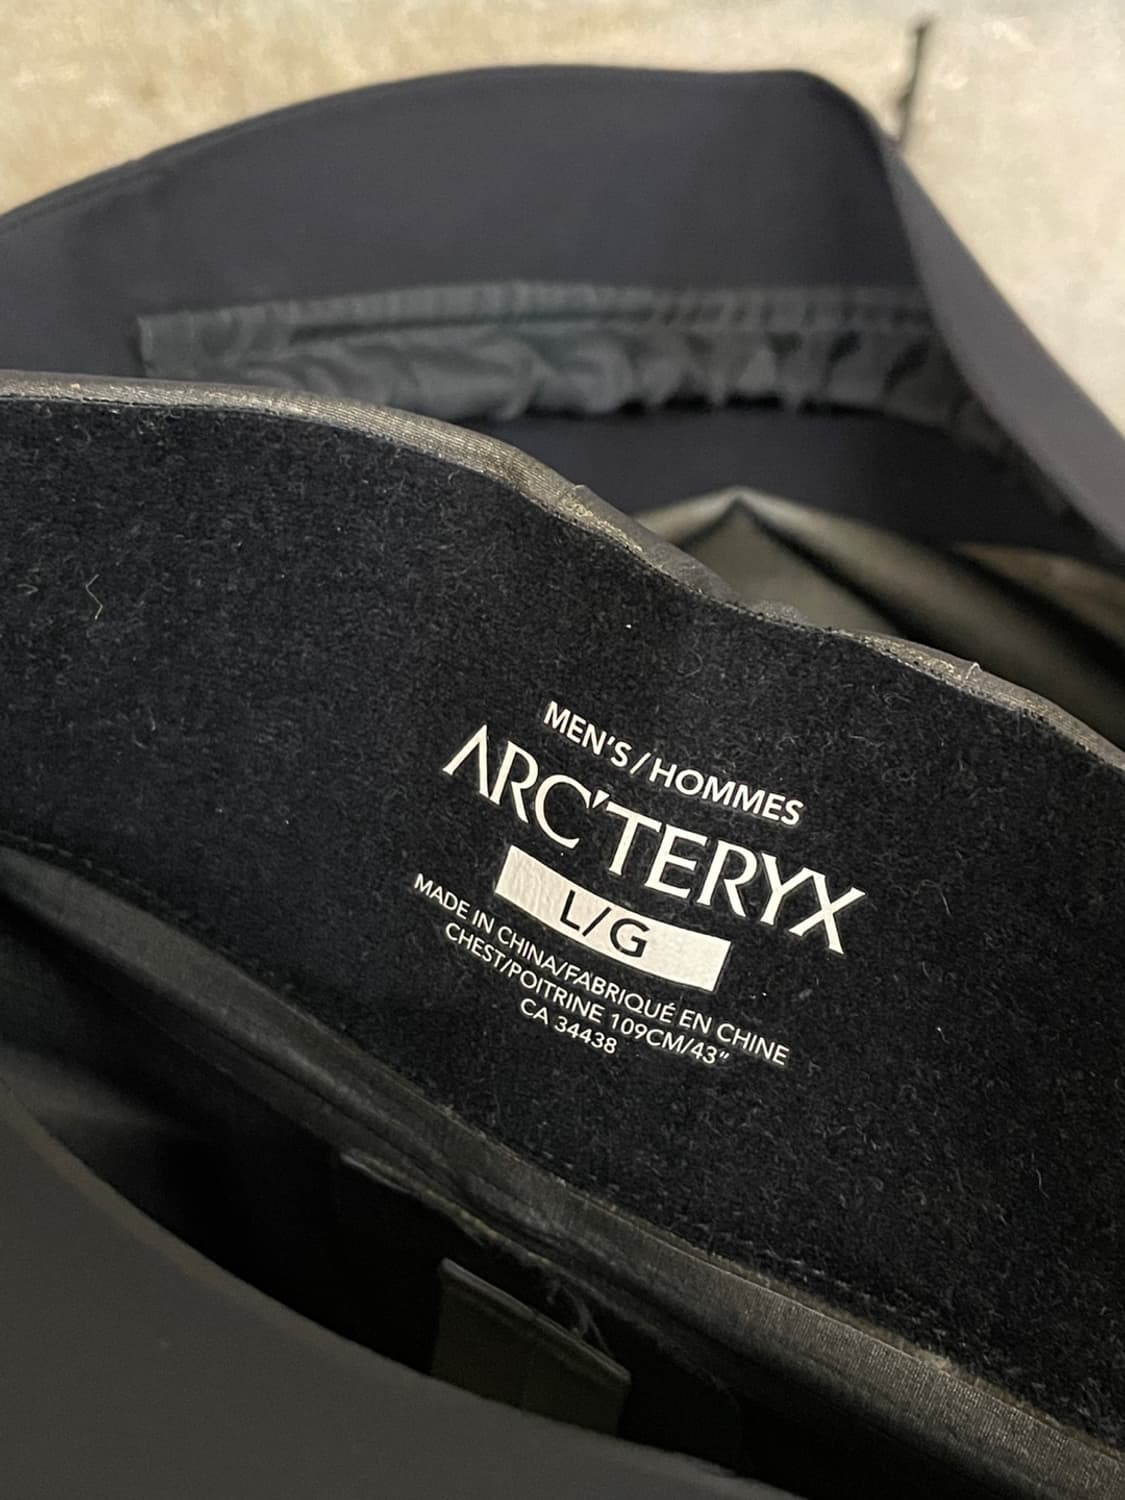 MEN'S/HOMMES
ARC'TERYX
L/G
MADE IN CHINA/FABRIQUÉ EN CHINE
CHEST/POITRINE 109CM/43"
CA 34438